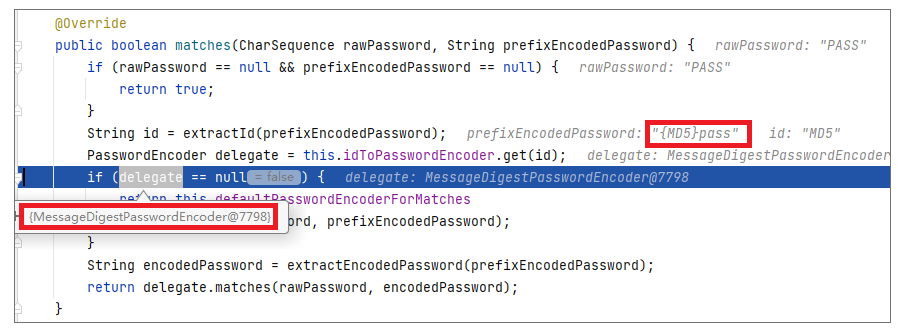 @Override
public boolean matches(CharSequence rawPassword, String prefixEncodedPassword) { rawPassword: "PASS"
if (rawPassword == null && prefixEncodedPassword == null) { rawPassword: "PASS"
return true;
}
String id = extractId(prefixEncodedPassword); prefixEncodedPassword: "{MD5}pass" id: "MD5"
PasswordEncoder delegate = this.idToPasswordEncoder.get(id); delegate: MessageDigestPasswordEncoder
if (delegate == null = false ) { delegate: MessageDigestPasswordEncoder@7798
return this.defaultPasswordEncoderForMatches
{MessageDigestPasswordEncoder@7798} rd, prefixEncodedPassword);
}
String encodedPassword = extractEncodedPassword(prefixEncodedPassword);
return delegate.matches(rawPassword, encodedPassword);
}